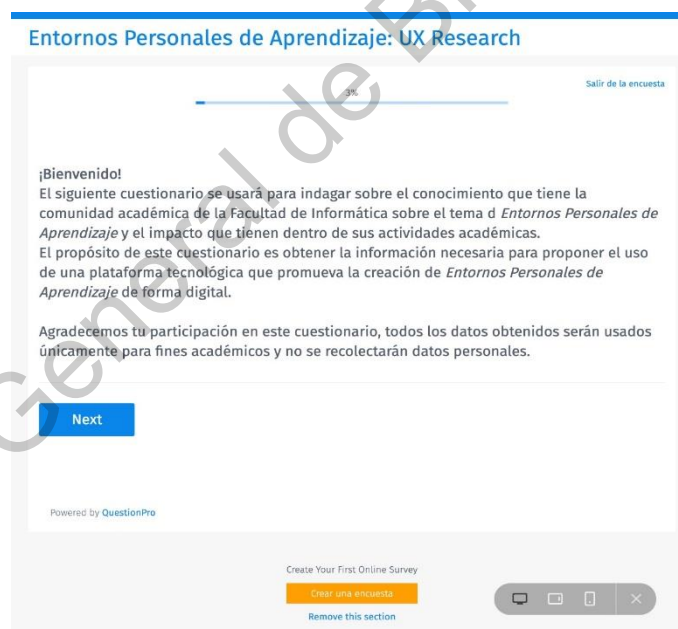 Entornos Personales de Aprendizaje: UX Research
Salir de la encuesta
3%
¡Bienvenido!
El siguiente cuestionario se usará para indagar sobre el conocimiento que tiene la
comunidad académica de la Facultad de Informática sobre el tema d Entornos Personales de
Aprendizaje y el impacto que tienen dentro de sus actividades académicas.
El propósito de este cuestionario es obtener la información necesaria para proponer el uso
de una plataforma tecnológica que promueva la creación de Entornos Personales de
Aprendizaje de forma digital.
Agradecemos tu participación en este cuestionario, todos los datos obtenidos serán usados
únicamente para fines académicos y no se recolectarán datos personales.
Next
Powered by QuestionPro
Create Your First Online Survey
Crear una encuesta
Remove this section
General de